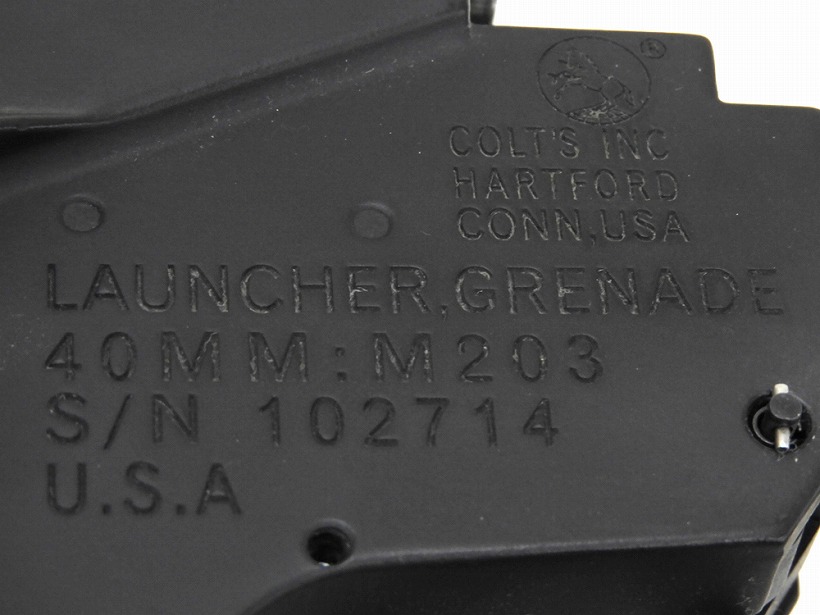 ®
COLT'S INC
HARTFORD
CONN,USA
LAUNCHER,GRENADE
40MM:M203
S/N 102714
U.S.A